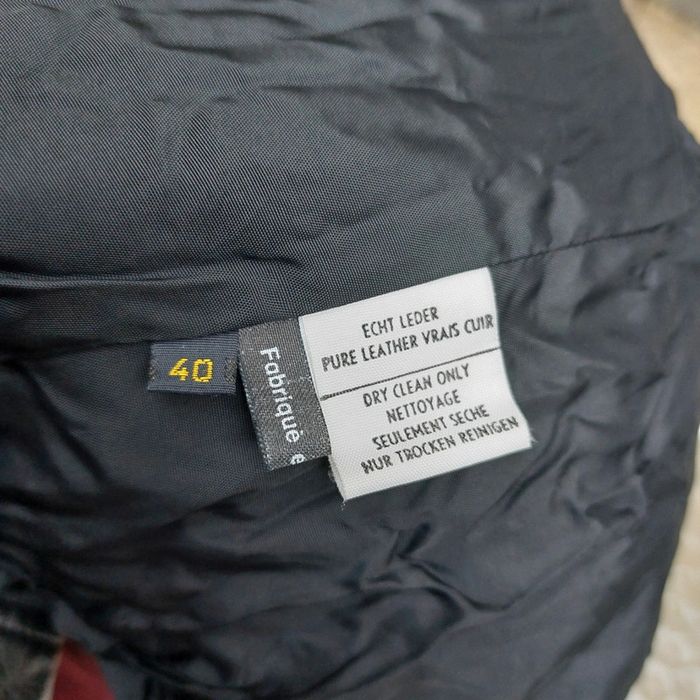 40
Fabrique e
ECHT LEDER
PURE LEATHER VRAIS CUIR
DRY CLEAN ONLY
NETTOYAGE
SEULEMENT SECHE
NUR TROCKEN REINIGEN